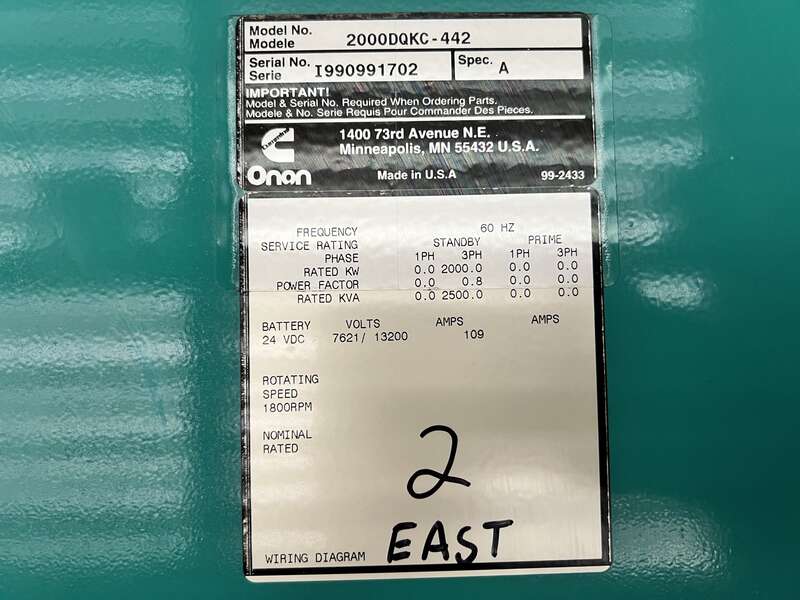 Model No. 2000DQKC-442
Modele
Serial No. I990991702 Spec. A
Serie
IMPORTANT!
Model & Serial No. Required When Ordering Parts.
Modele & No. Serie Requis Pour Commander Des Pieces.
Cummins
Onan
1400 73rd Avenue N.E.
Minneapolis, MN 55432 U.S.A.
Made in U.S.A 99-2433
FREQUENCY 60 HZ
SERVICE RATING STANDBY PRIME
PHASE 1PH 3PH 1PH 3PH
RATED KW 0.0 2000.0 0.0 0.0
POWER FACTOR 0.0 0.8 0.0 0.0
RATED KVA 0.0 2500.0 0.0 0.0
BATTERY VOLTS AMPS AMPS
24 VDC 7621/ 13200 109
ROTATING
SPEED
1800RPM
NOMINAL
RATED
2
EAST
WIRING DIAGRAM